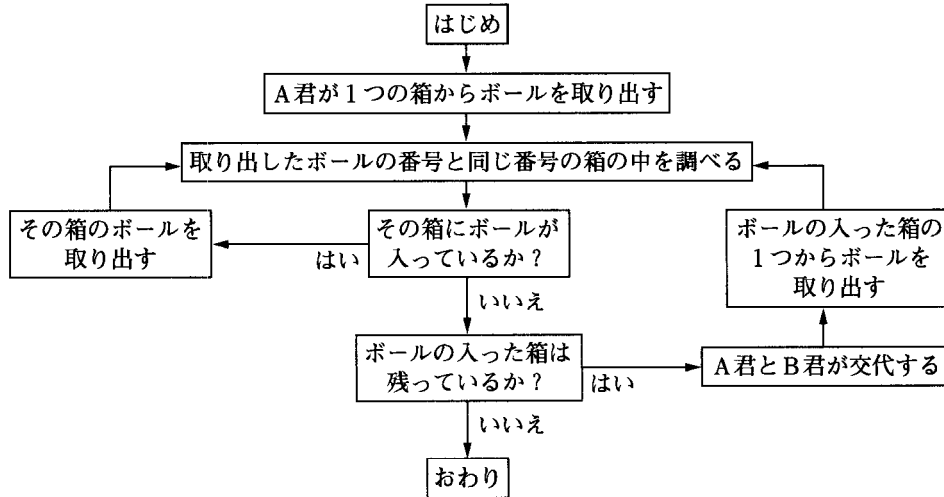 はじめ
A君が1つの箱からボールを取り出す
取り出したボールの番号と同じ番号の箱の中を調べる
その箱のボールを
取り出す
はい
その箱にボールが
入っているか？
ボールの入った箱の
1つからボールを
取り出す
いいえ
ボールの入った箱は
残っているか？
はい
A君とB君が交代する
いいえ
おわり